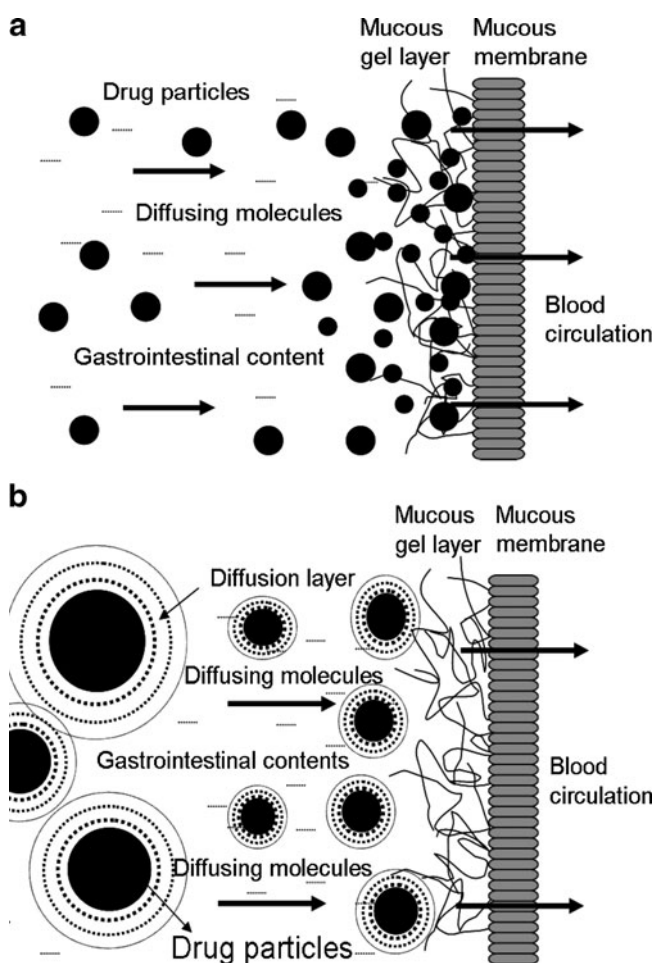 a
Mucous Mucous
gel layer membrane
Drug particles
Diffusing molecules
Blood
circulation
Gastrointestinal content
b
Mucous Mucous
gel layer membrane
Diffusion layer
Diffusing molecules
Gastrointestinal contents
Blood
circulation
Diffusing molecules
Drug particles